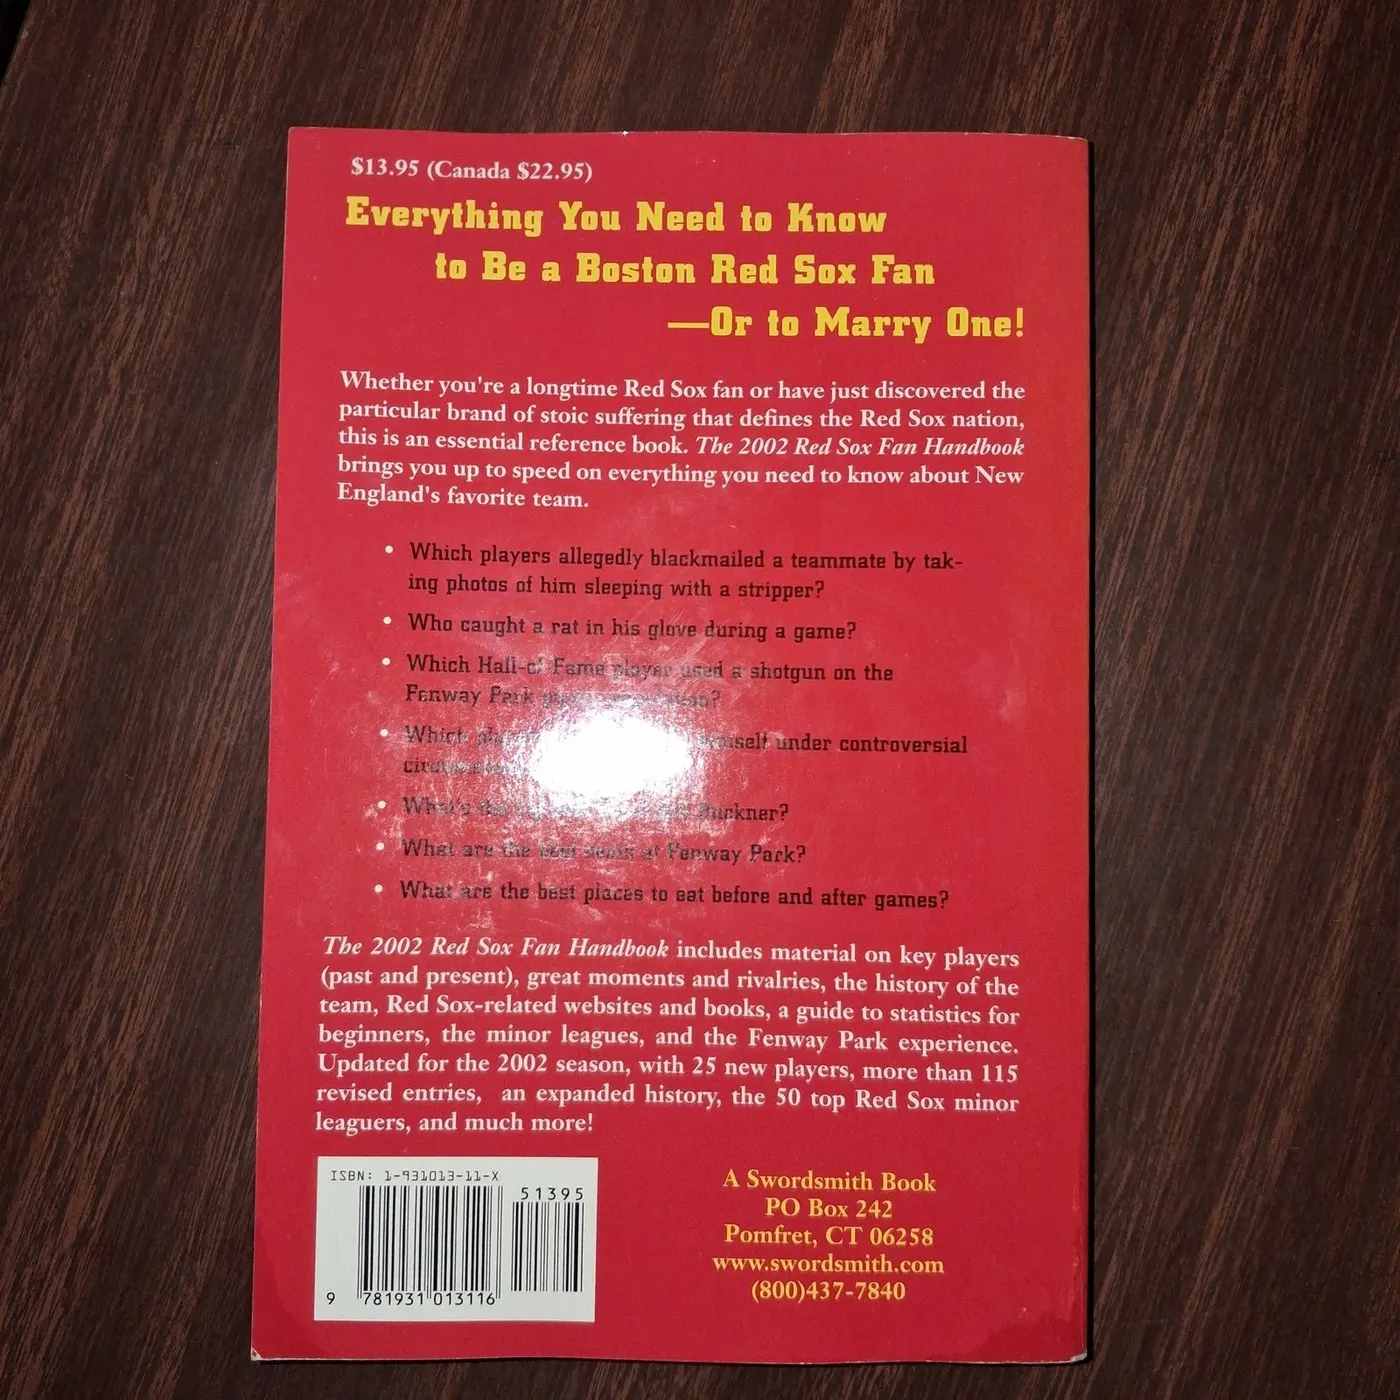 $13.95 (Canada $22.95)
Everything You Need to Know
to Be a Boston Red Sox Fan
—Or to Marry One!
Whether you're a longtime Red Sox fan or have just discovered the
particular brand of stoic suffering that defines the Red Sox nation,
this is an essential reference book. The 2002 Red Sox Fan Handbook
brings you up to speed on everything you need to know about New
England's favorite team.
• Which players allegedly blackmailed a teammate by tak-
ing photos of him sleeping with a stripper?
• Who caught a rat in his glove during a game?
• Which Hall-of-Fame player used a shotgun on the
Fenway Park
• Which himself under controversial
• What's the Buckner?
• What are the best seats at Fenway Park?
• What are the best places to eat before and after games?
The 2002 Red Sox Fan Handbook includes material on key players
(past and present), great moments and rivalries, the history of the
team, Red Sox-related websites and books, a guide to statistics for
beginners, the minor leagues, and the Fenway Park experience.
Updated for the 2002 season, with 25 new players, more than 115
revised entries, an expanded history, the 50 top Red Sox minor
leaguers, and much more!
ISBN: 1-931013-11-X
51395
9 781931 013116
A Swordsmith Book
PO Box 242
Pomfret, CT 06258
www.swordsmith.com
(800)437-7840